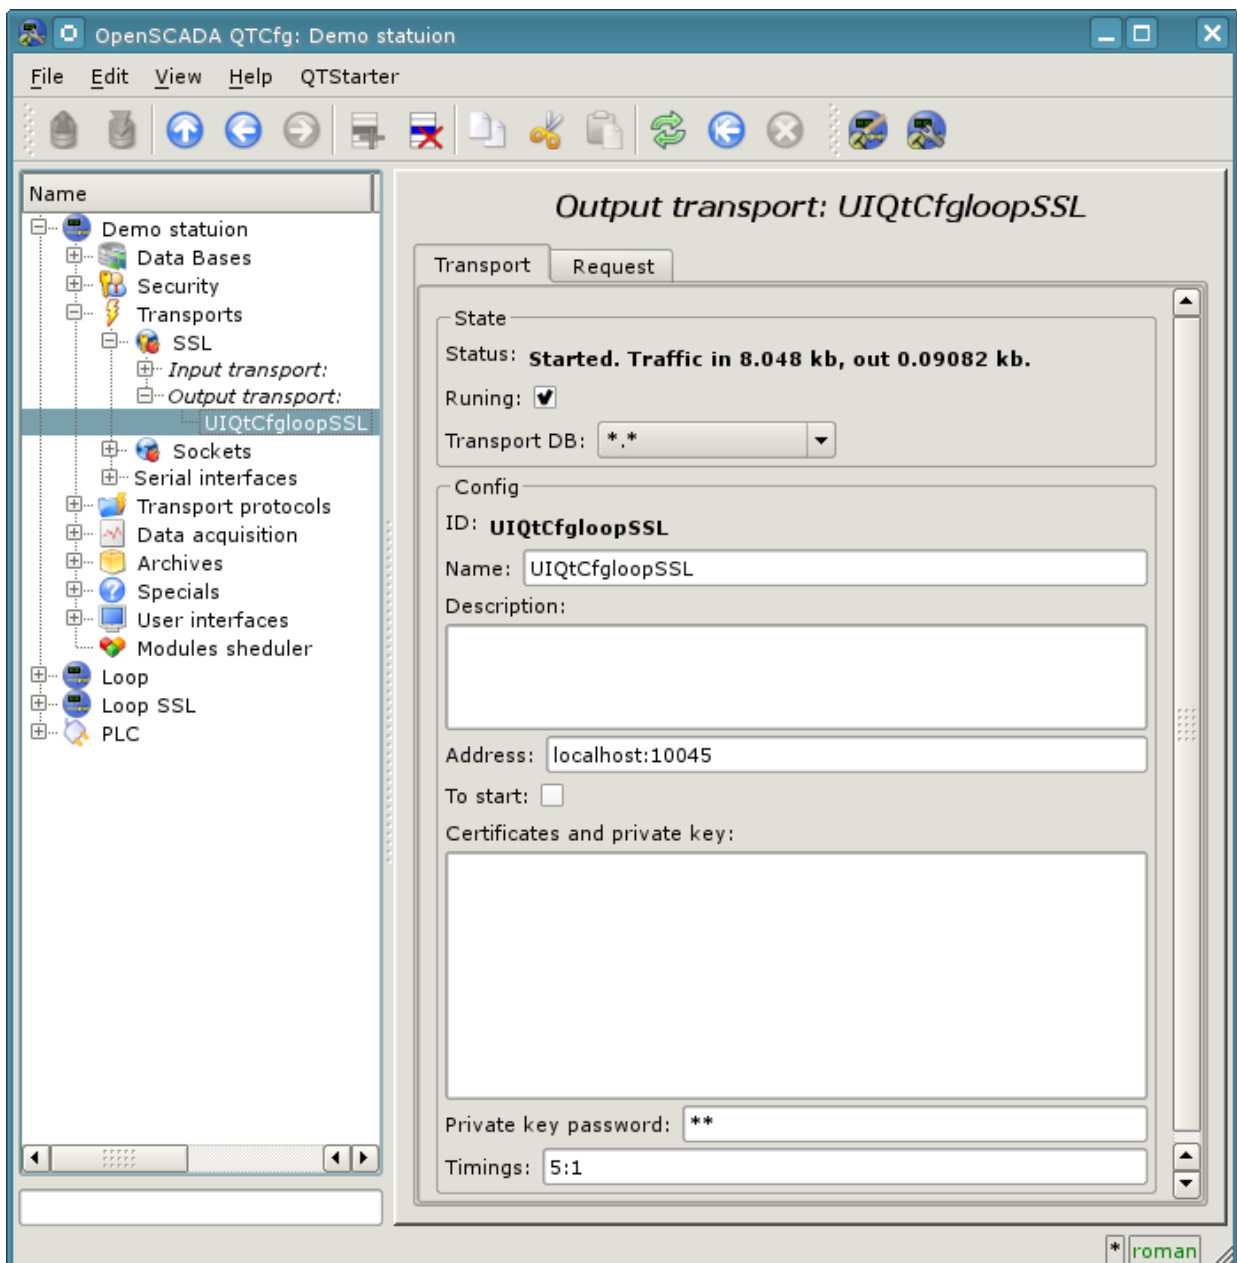 OpenSCADA QTCfg: Demo statuion
File Edit View Help QTStarter
Name
Demo statuion
Data Bases
Security
Transports
SSL
Input transport:
Output transport:
UIQtCfgloopSSL
Sockets
Serial interfaces
Transport protocols
Data acquisition
Archives
Specials
User interfaces
Modules sheduler
Loop
Loop SSL
PLC
Output transport: UIQtCfgloopSSL
Transport Request
State
Status: Started. Traffic in 8.048 kb, out 0.09082 kb.
Runing:
Transport DB: *.*
Config
ID: UIQtCfgloopSSL
Name: UIQtCfgloopSSL
Description:
Address: localhost:10045
To start:
Certificates and private key:
Private key password: **
Timings: 5:1
* roman